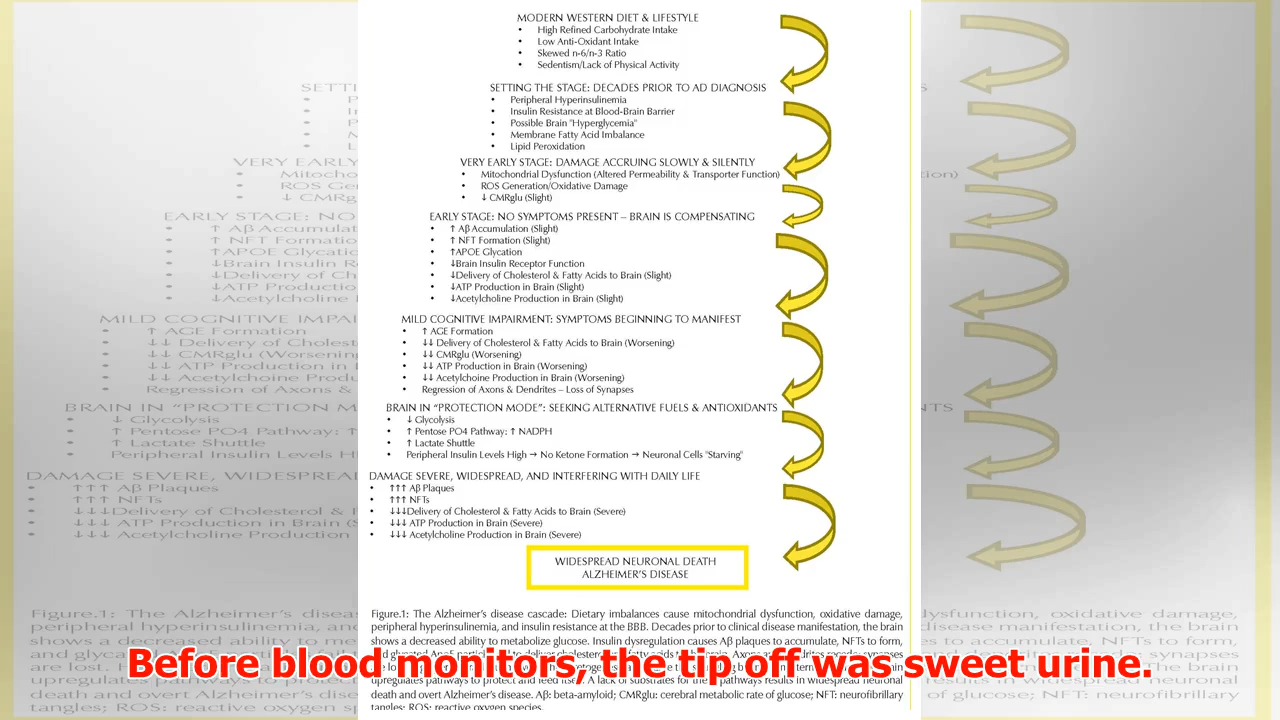 MODERN WESTERN DIET & LIFESTYLE
• High Refined Carbohydrate Intake
• Low Anti-Oxidant Intake
• Skewed n-6/n-3 Ratio
• Sedentism/Lack of Physical Activity
SETTING THE STAGE: DECADES PRIOR TO AD DIAGNOSIS
• Peripheral Hyperinsulinemia
• Insulin Resistance at Blood-Brain Barrier
• Possible Brain "Hyperglycemia"
• Membrane Fatty Acid Imbalance
• Lipid Peroxidation
VERY EARLY STAGE: DAMAGE ACCRUING SLOWLY & SILENTLY
• Mitochondrial Dysfunction (Altered Permeability & Transporter Function)
• ROS Generation/Oxidative Damage
• ↓ CMRglu (Slight)
EARLY STAGE: NO SYMPTOMS PRESENT – BRAIN IS COMPENSATING
• ↑ Aβ Accumulation (Slight)
• ↑ NFT Formation (Slight)
• ↑APOE Glycation
• ↓Brain Insulin Receptor Function
• ↓Delivery of Cholesterol & Fatty Acids to Brain (Slight)
• ↓ATP Production in Brain (Slight)
• ↓Acetylcholine Production in Brain (Slight)
MILD COGNITIVE IMPAIRMENT: SYMPTOMS BEGINNING TO MANIFEST
• ↑ AGE Formation
• ↓↓ Delivery of Cholesterol & Fatty Acids to Brain (Worsening)
• ↓↓ CMRglu (Worsening)
• ↓↓ ATP Production in Brain (Worsening)
• ↓↓ Acetylchoine Production in Brain (Worsening)
• Regression of Axons & Dendrites – Loss of Synapses
BRAIN IN “PROTECTION MODE”: SEEKING ALTERNATIVE FUELS & ANTIOXIDANTS
• ↓ Glycolysis
• ↑ Pentose PO4 Pathway: ↑ NADPH
• ↑ Lactate Shuttle
• Peripheral Insulin Levels High → No Ketone Formation → Neuronal Cells "Starving"
DAMAGE SEVERE, WIDESPREAD, AND INTERFERING WITH DAILY LIFE
• ↑↑↑ Aβ Plaques
• ↑↑↑ NFTs
• ↓↓↓Delivery of Cholesterol & Fatty Acids to Brain (Severe)
• ↓↓↓ ATP Production in Brain (Severe)
• ↓↓↓ Acetylcholine Production in Brain (Severe)
WIDESPREAD NEURONAL DEATH
ALZHEIMER’S DISEASE
Figure.1: The Alzheimer’s disease cascade: Dietary imbalances cause mitochondrial dysfunction, oxidative damage,
peripheral hyperinsulinemia, and insulin resistance at the BBB. Decades prior to clinical disease manifestation, the brain
shows a decreased ability to metabolize glucose. Insulin dysregulation causes Aβ plaques to accumulate, NFTs to form,
Before blood monitors, the tip off was sweet urine.
upregulates pathways to protect and feed itself. A lack of substrates for these pathways results in widespread neuronal
death and overt Alzheimer’s disease. Aβ: beta-amyloid; CMRglu: cerebral metabolic rate of glucose; NFT: neurofibrillary
tangles; ROS: reactive oxygen species.